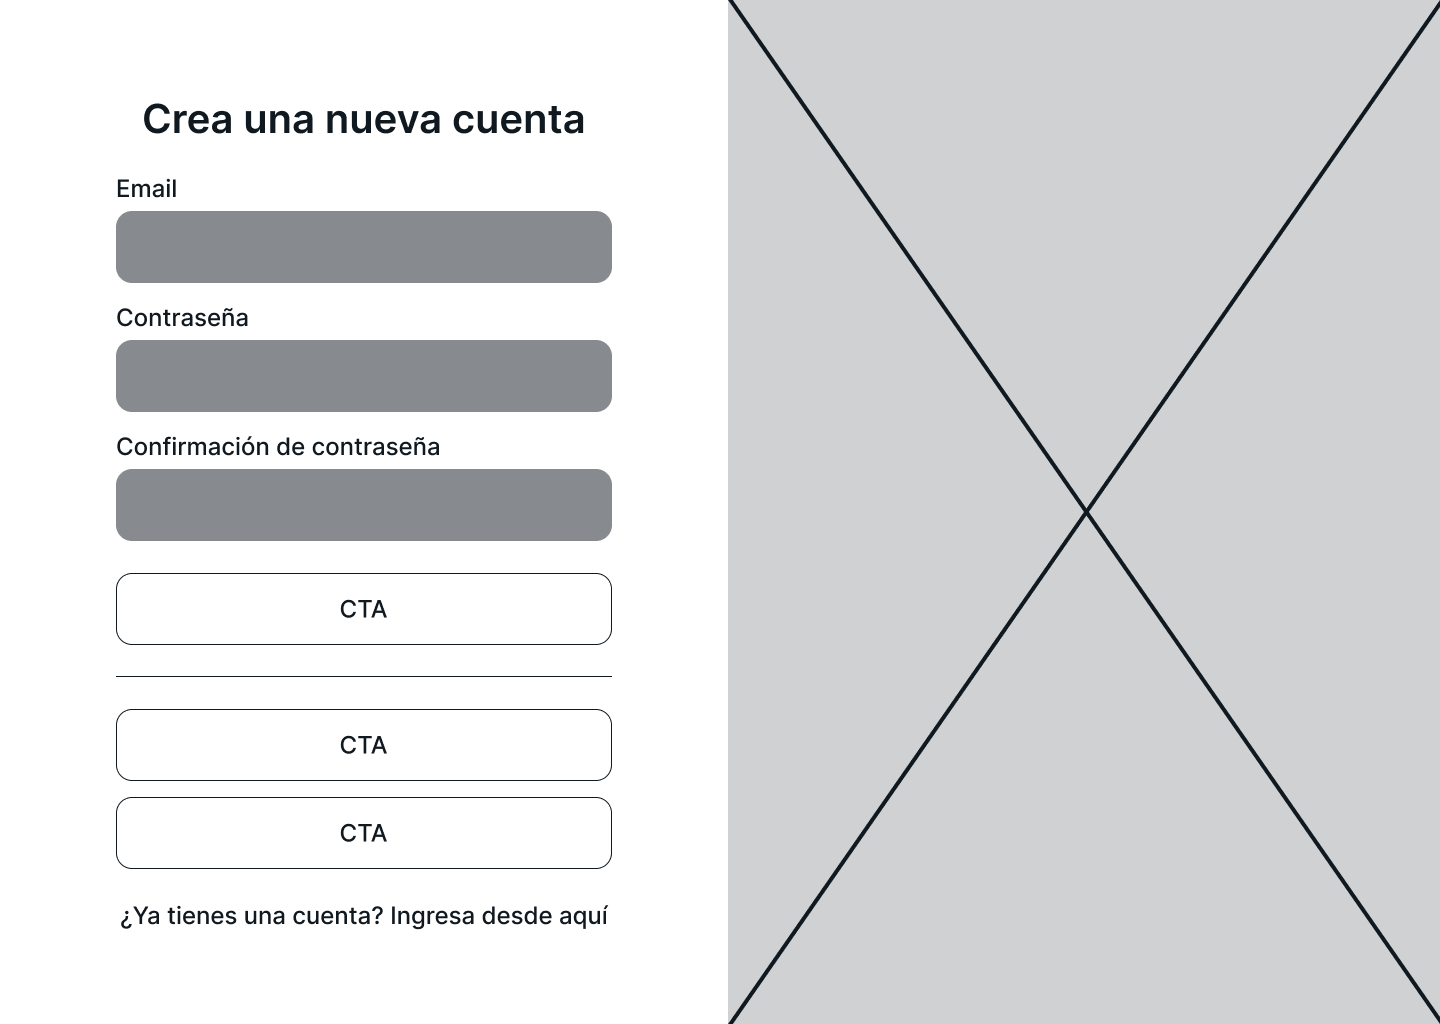 Crea una nueva cuenta
Email
Contraseña
Confirmación de contraseña
CTA
CTA
CTA
¿Ya tienes una cuenta? Ingresa desde aquí